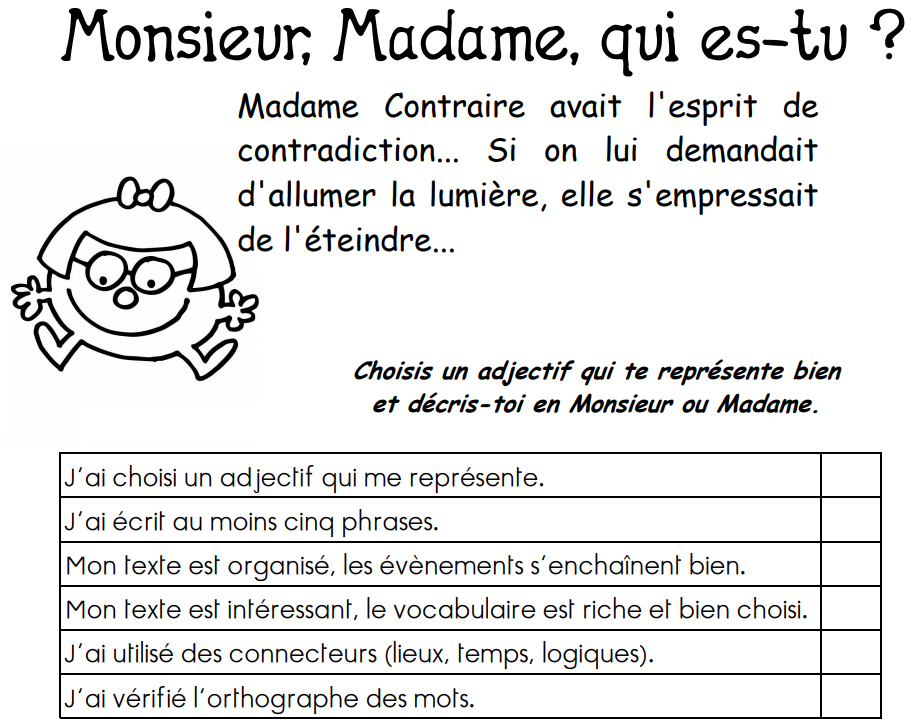 Monsieur, Madame, qui es-tu ?
Madame Contraire avait l'esprit de
contradiction... Si on lui demandait
d'allumer la lumière, elle s'empressait
de l'éteindre...
Choisis un adjectif qui te représente bien
et décris-toi en Monsieur ou Madame.
J'ai choisi un adjectif qui me représente.
J'ai écrit au moins cinq phrases.
Mon texte est organisé, les évènements s'enchaînent bien.
Mon texte est intéressant, le vocabulaire est riche et bien choisi.
J'ai utilisé des connecteurs (lieux, temps, logiques).
J'ai vérifié l'orthographe des mots.